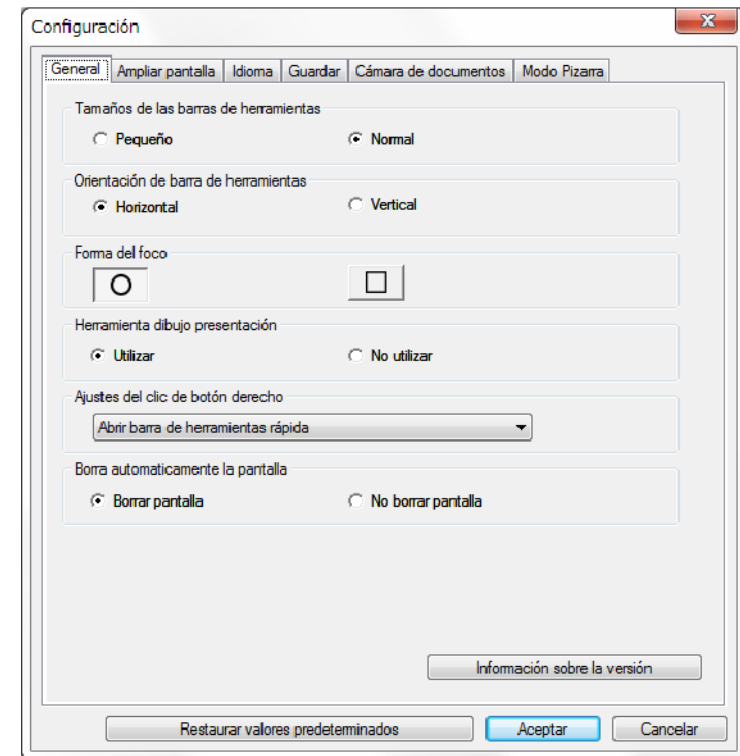 Configuración
General Ampliar pantalla Idioma Guardar Cámara de documentos Modo Pizarra
Tamaños de las barras de herramientas
Pequeño Normal
Orientación de barra de herramientas
Horizontal Vertical
Forma del foco
Herramienta dibujo presentación
Utilizar No utilizar
Ajustes del clic de botón derecho
Abrir barra de herramientas rápida
Borra automaticamente la pantalla
Borrar pantalla No borrar pantalla
Información sobre la versión
Restaurar valores predeterminados Aceptar Cancelar